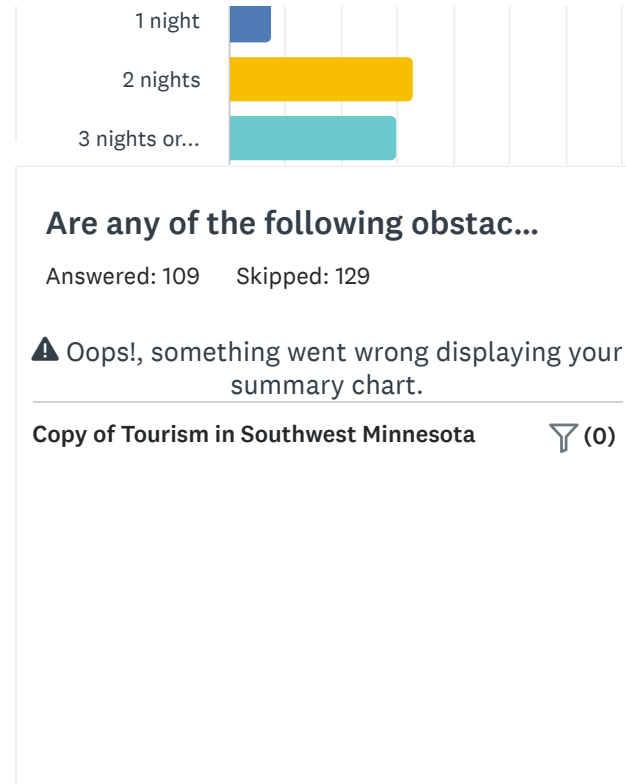 1 night
2 nights
3 nights or...
Are any of the following obstac...
Answered: 109 Skipped: 129
Oops!, something went wrong displaying your
summary chart.
Copy of Tourism in Southwest Minnesota (0)